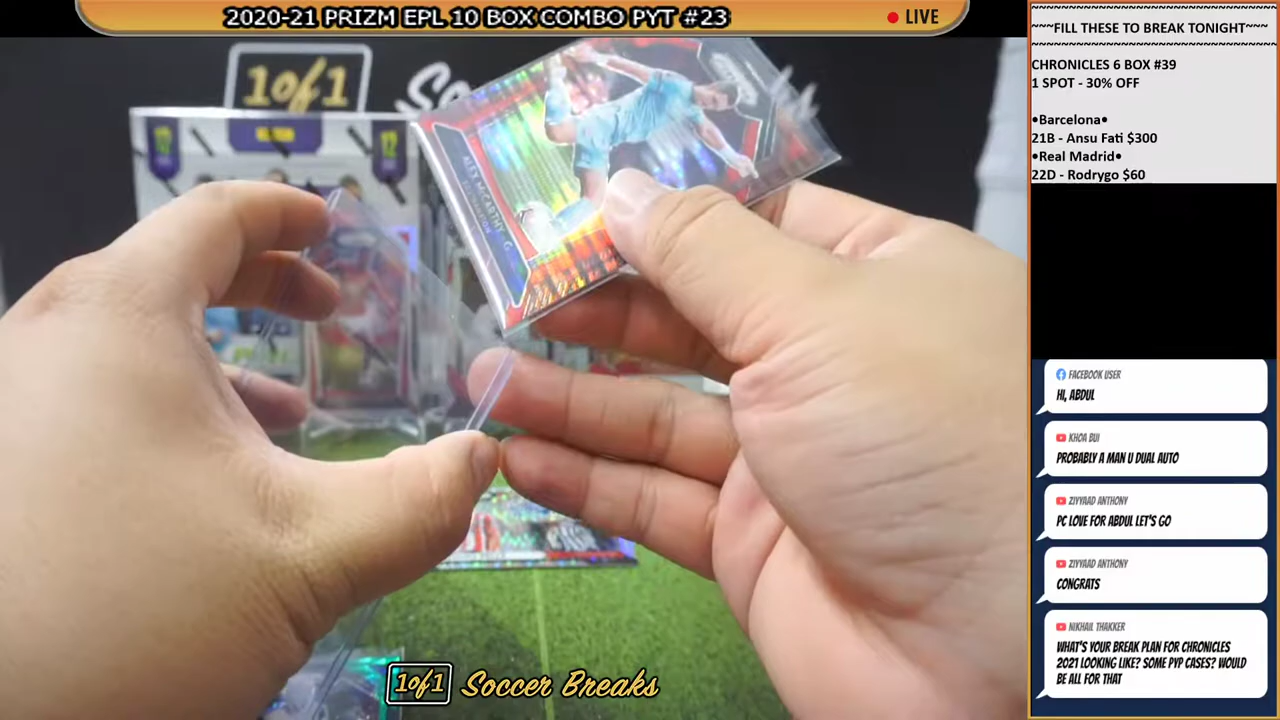 2020-21 PRIZM EPL 10 BOX COMBO PYT #23
LIVE
1of1
ALEX McCARTHY - G
SOUTHAMPTON
1of1 Soccer Breaks
~~~FILL THESE TO BREAK TONIGHT~~~
CHRONICLES 6 BOX #39
1 SPOT - 30% OFF
•Barcelona•
21B - Ansu Fati $300
•Real Madrid•
22D - Rodrygo $60
FACEBOOK USER
HI, ABDUL
KHOA BUI
PROBABLY A MAN U DUAL AUTO
ZIYYAAD ANTHONY
PC LOVE FOR ABDUL LET'S GO
ZIYYAAD ANTHONY
CONGRATS
NIKHAIL THAKKER
WHAT'S YOUR BREAK PLAN FOR CHRONICLES
2021 LOOKING LIKE? SOME PYP CASES? WOULD
BE ALL FOR THAT